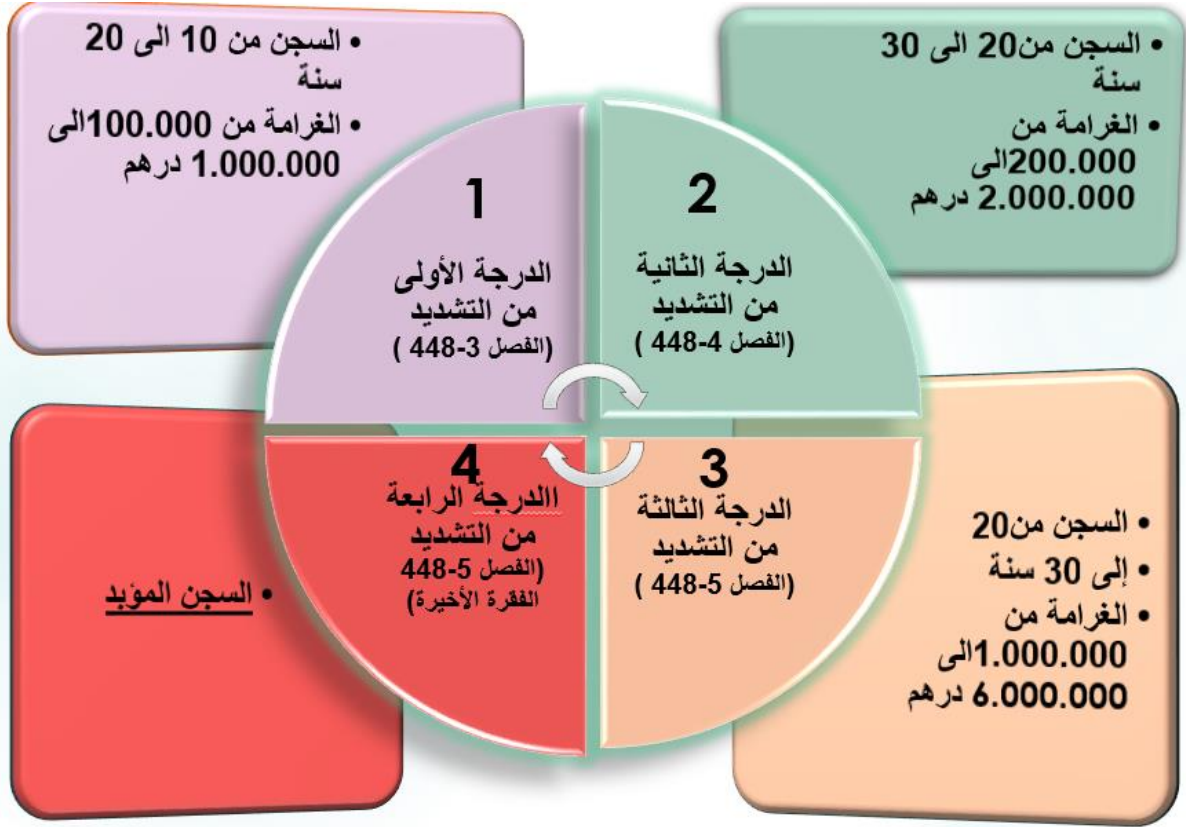 • السجن من 10 الى 20
سنة
• الغرامة من 100.000الى
1.000.000 درهم
1
الدرجة الأولى
من التشديد
(الفصل 3-448 )
• السجن من20 الى 30
سنة
• الغرامة من
200.000الى
2.000.000 درهم
2
الدرجة الثانية
من التشديد
(الفصل 4-448 )
3
الدرجة الثالثة
من التشديد
(الفصل 5-448 )
• السجن من20
• إلى 30 سنة
• الغرامة من
1.000.000الى
6.000.000 درهم
4
االدرجة الرابعة
من التشديد
(الفصل 5-448
الفقرة الأخيرة)
• السجن المؤبد